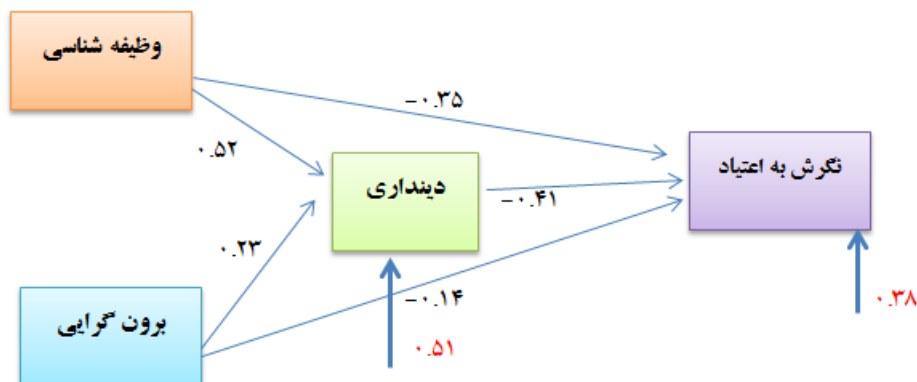 وظیفه شناسی
-۰.۳۵
۰.۵۲
نگرش به اعتیاد
دینداری
-۰.۴۱
۰.۲۳
-۰.۱۴
۰.۳۸
برون گرایی
۰.۵۱